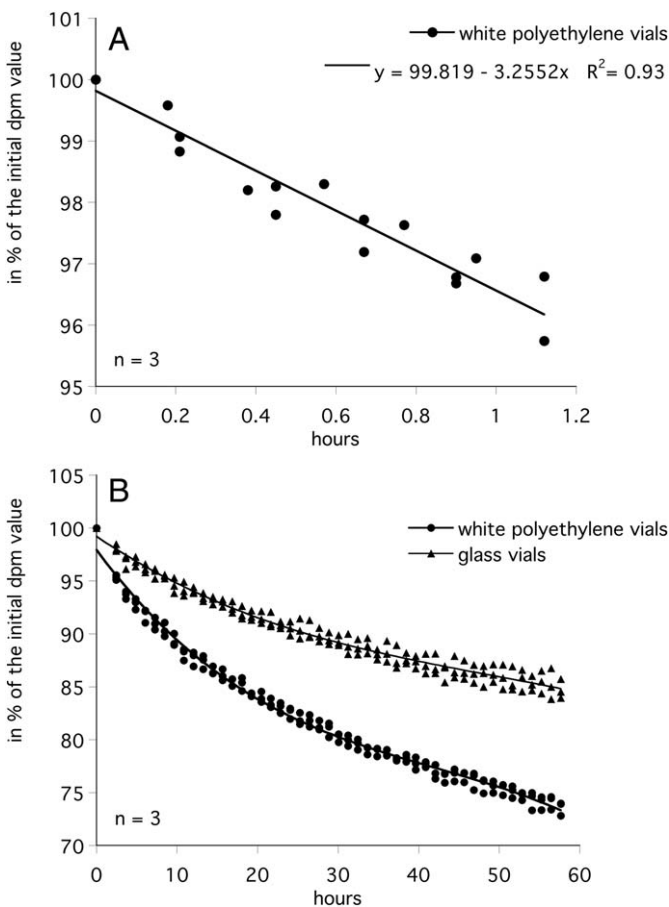 A
white polyethylene vials
y = 99.819 - 3.2552x R²= 0.93
in % of the initial dpm value
101
100
99
98
97
96
95
n = 3
0 0.2 0.4 0.6 0.8 1 1.2
hours
B
white polyethylene vials
glass vials
in % of the initial dpm value
105
100
95
90
85
80
75
70
n = 3
0 10 20 30 40 50 60
hours